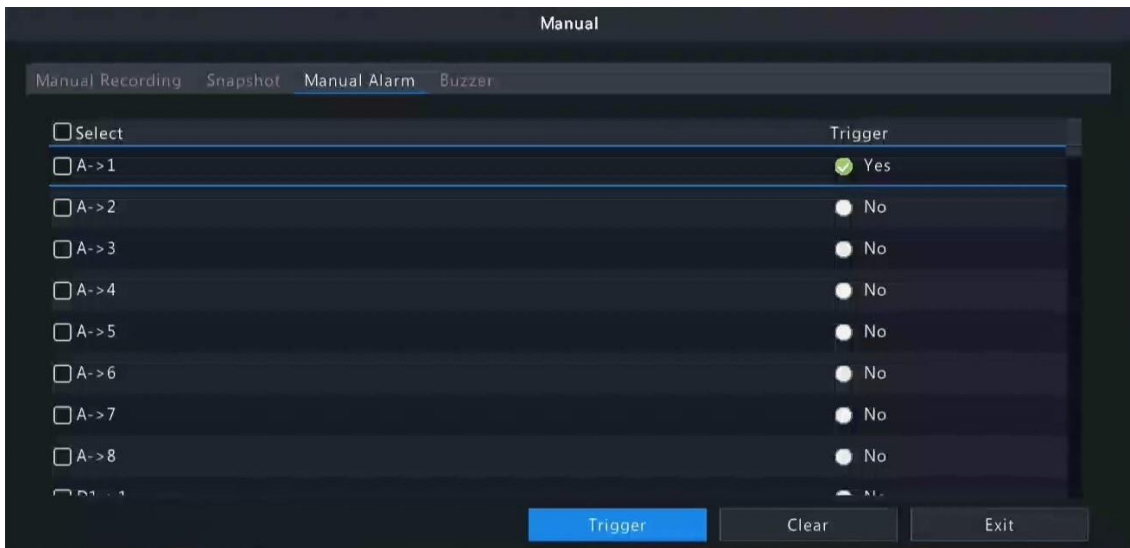 Manual
Manual Recording Snapshot Manual Alarm Buzzer
Select Trigger
A->1 Yes
A->2 No
A->3 No
A->4 No
A->5 No
A->6 No
A->7 No
A->8 No
Trigger Clear Exit